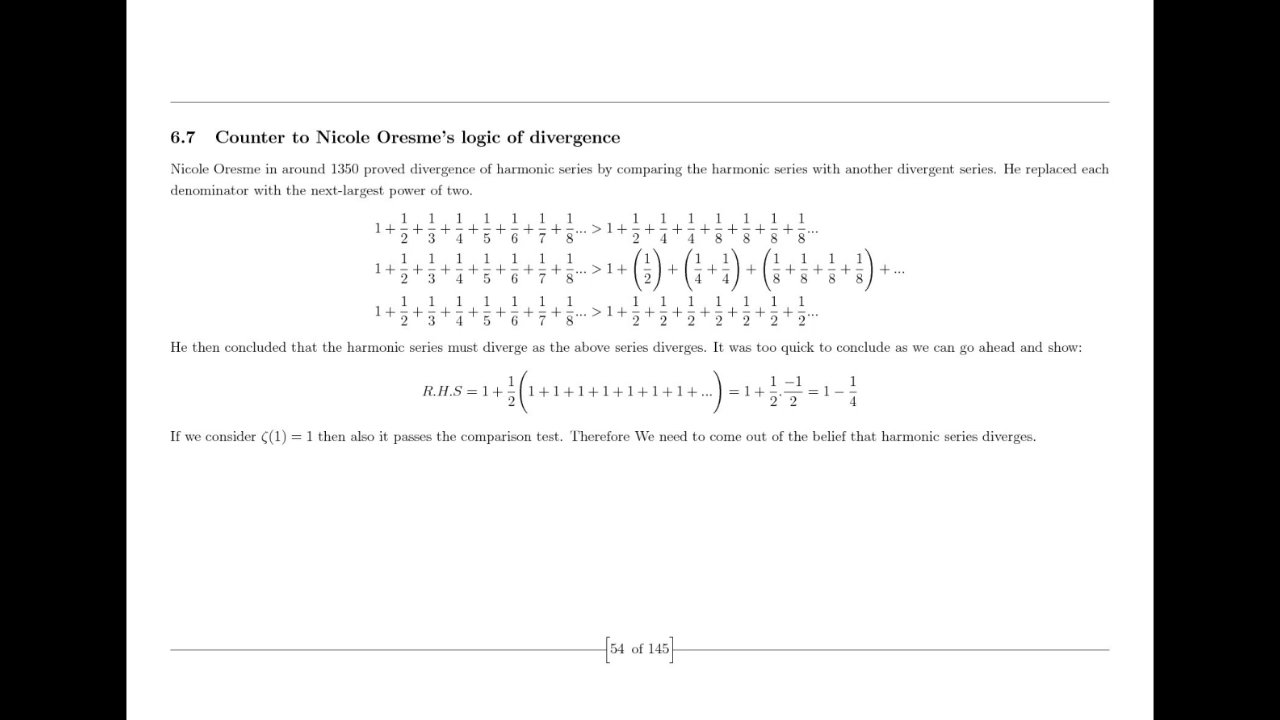 6.7 Counter to Nicole Oresme's logic of divergence
Nicole Oresme in around 1350 proved divergence of harmonic series by comparing the harmonic series with another divergent series. He replaced each
denominator with the next-largest power of two.
1 + 1/2 + 1/3 + 1/4 + 1/5 + 1/6 + 1/7 + 1/8... > 1 + 1/2 + 1/4 + 1/4 + 1/8 + 1/8 + 1/8 + 1/8...
1 + 1/2 + 1/3 + 1/4 + 1/5 + 1/6 + 1/7 + 1/8... > 1 + (1/2) + (1/4 + 1/4) + (1/8 + 1/8 + 1/8 + 1/8) + ...
1 + 1/2 + 1/3 + 1/4 + 1/5 + 1/6 + 1/7 + 1/8... > 1 + 1/2 + 1/2 + 1/2 + 1/2 + 1/2 + 1/2 + 1/2...
He then concluded that the harmonic series must diverge as the above series diverges. It was too quick to conclude as we can go ahead and show:
R.H.S = 1 + 1/2 (1 + 1 + 1 + 1 + 1 + 1 + 1 + ...) = 1 + 1/2 . −1/2 = 1 − 1/4
If we consider ζ(1) = 1 then also it passes the comparison test. Therefore We need to come out of the belief that harmonic series diverges.
[54 of 145]